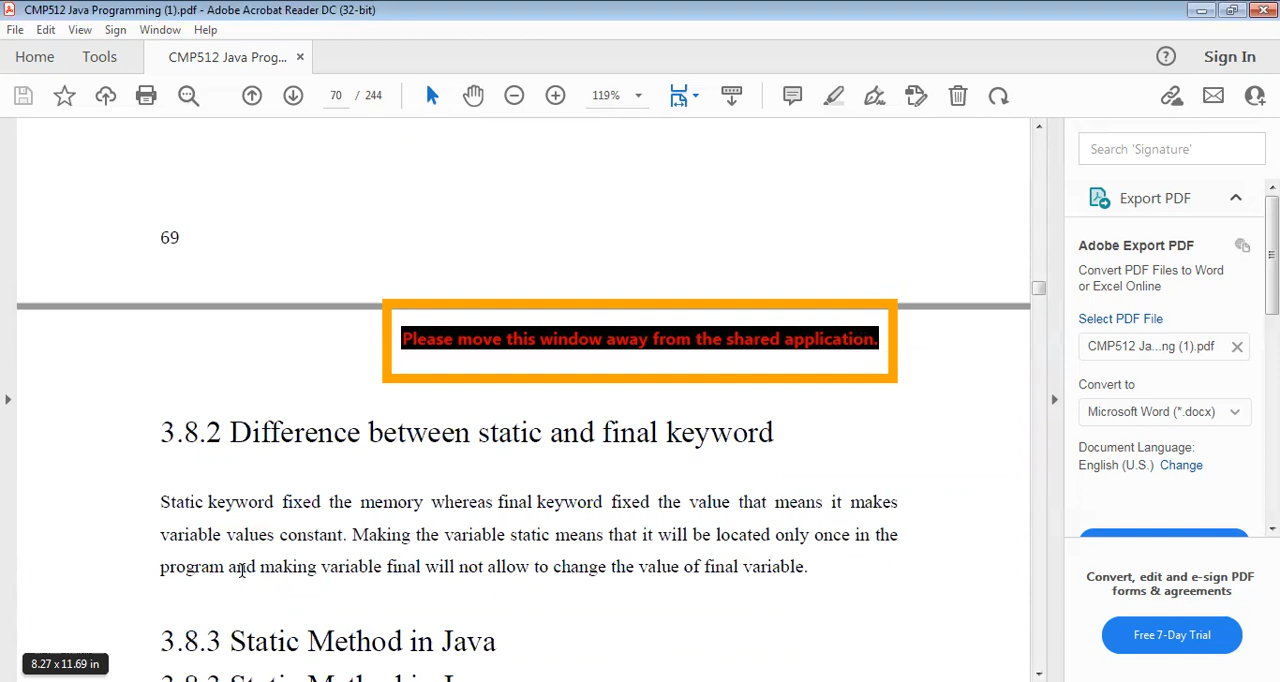 CMP512 Java Programming (1).pdf - Adobe Acrobat Reader DC (32-bit)
File Edit View Sign Window Help
Home Tools CMP512 Java Prog... × Sign In
70 / 244 119%
69
Please move this window away from the shared application.
3.8.2 Difference between static and final keyword
Static keyword fixed the memory whereas final keyword fixed the value that means it makes
variable values constant. Making the variable static means that it will be located only once in the
program and making variable final will not allow to change the value of final variable.
3.8.3 Static Method in Java
8.27 x 11.69 in
Search 'Signature'
Export PDF
Adobe Export PDF
Convert PDF Files to Word
or Excel Online
Select PDF File
CMP512 Ja...ng (1).pdf
Convert to
Microsoft Word (*.docx)
Document Language:
English (U.S.) Change
Convert, edit and e-sign PDF
forms & agreements
Free 7-Day Trial